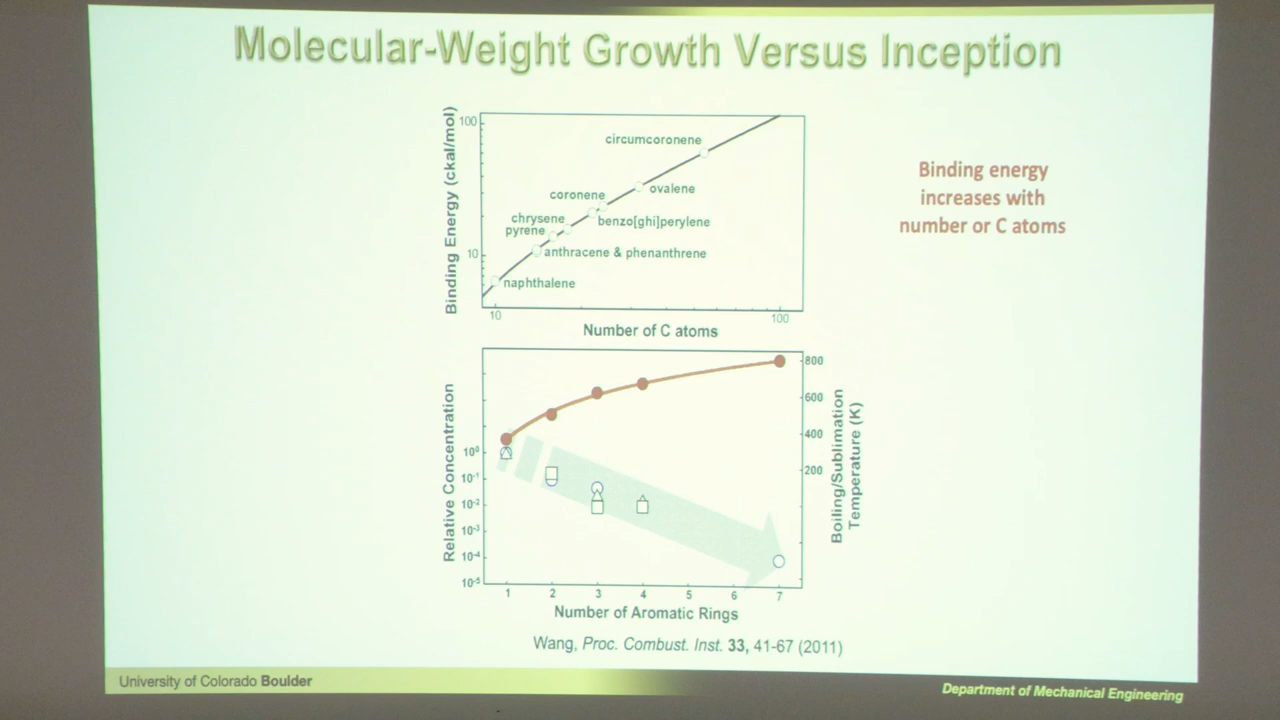 Molecular-Weight Growth Versus Inception
Binding Energy (ckal/mol)
100
10
circumcoronene
ovalene
coronene
benzo[ghi]perylene
chrysene
pyrene
anthracene & phenanthrene
naphthalene
10
100
Number of C atoms
Binding energy
increases with
number or C atoms
Relative Concentration
10⁰
10⁻¹
10⁻²
10⁻³
10⁻⁴
10⁻⁵
800
600
400
200
Boiling/Sublimation
Temperature (K)
1 2 3 4 5 6 7
Number of Aromatic Rings
Wang, Proc. Combust. Inst. 33, 41-67 (2011)
University of Colorado Boulder
Department of Mechanical Engineering